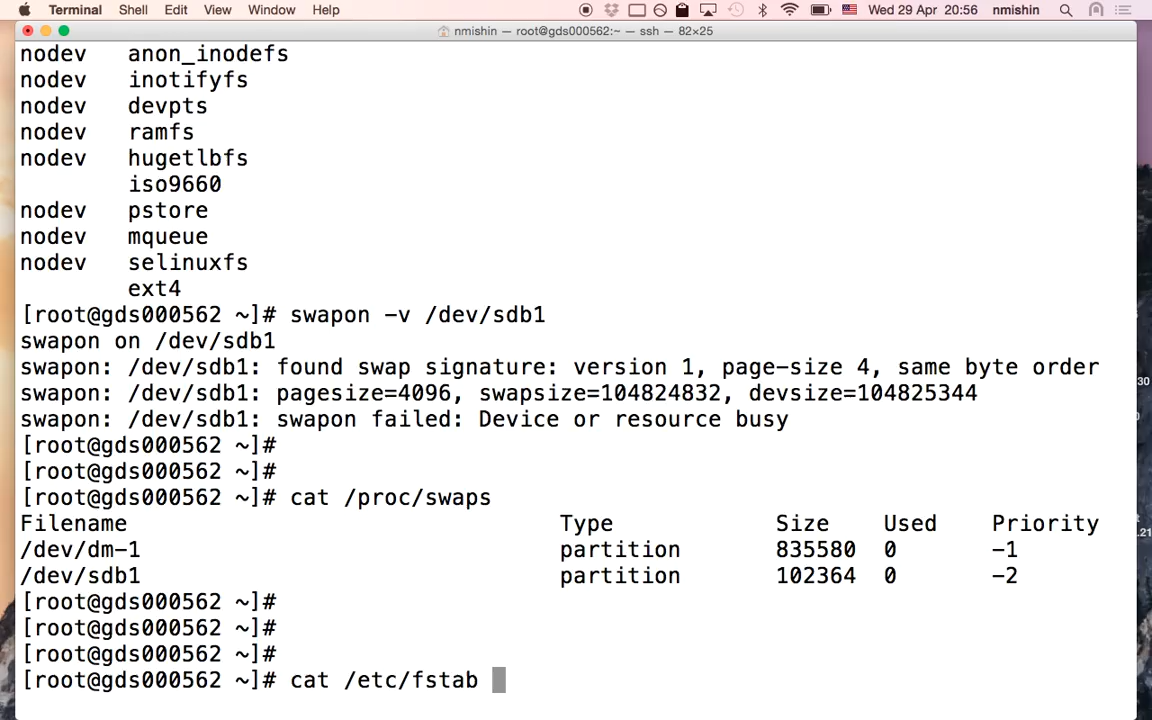 Terminal Shell Edit View Window Help Wed 29 Apr 20:56 nmishin
nmishin — root@gds000562:~ — ssh — 82×25
nodev   anon_inodefs
nodev   inotifyfs
nodev   devpts
nodev   ramfs
nodev   hugetlbfs
        iso9660
nodev   pstore
nodev   mqueue
nodev   selinuxfs
        ext4
[root@gds000562 ~]# swapon -v /dev/sdb1
swapon on /dev/sdb1
swapon: /dev/sdb1: found swap signature: version 1, page-size 4, same byte order
swapon: /dev/sdb1: pagesize=4096, swapsize=104824832, devsize=104825344
swapon: /dev/sdb1: swapon failed: Device or resource busy
[root@gds000562 ~]#
[root@gds000562 ~]#
[root@gds000562 ~]# cat /proc/swaps
Filename                                Type            Size    Used    Priority
/dev/dm-1                               partition       835580  0       -1
/dev/sdb1                               partition       102364  0       -2
[root@gds000562 ~]#
[root@gds000562 ~]#
[root@gds000562 ~]#
[root@gds000562 ~]# cat /etc/fstab